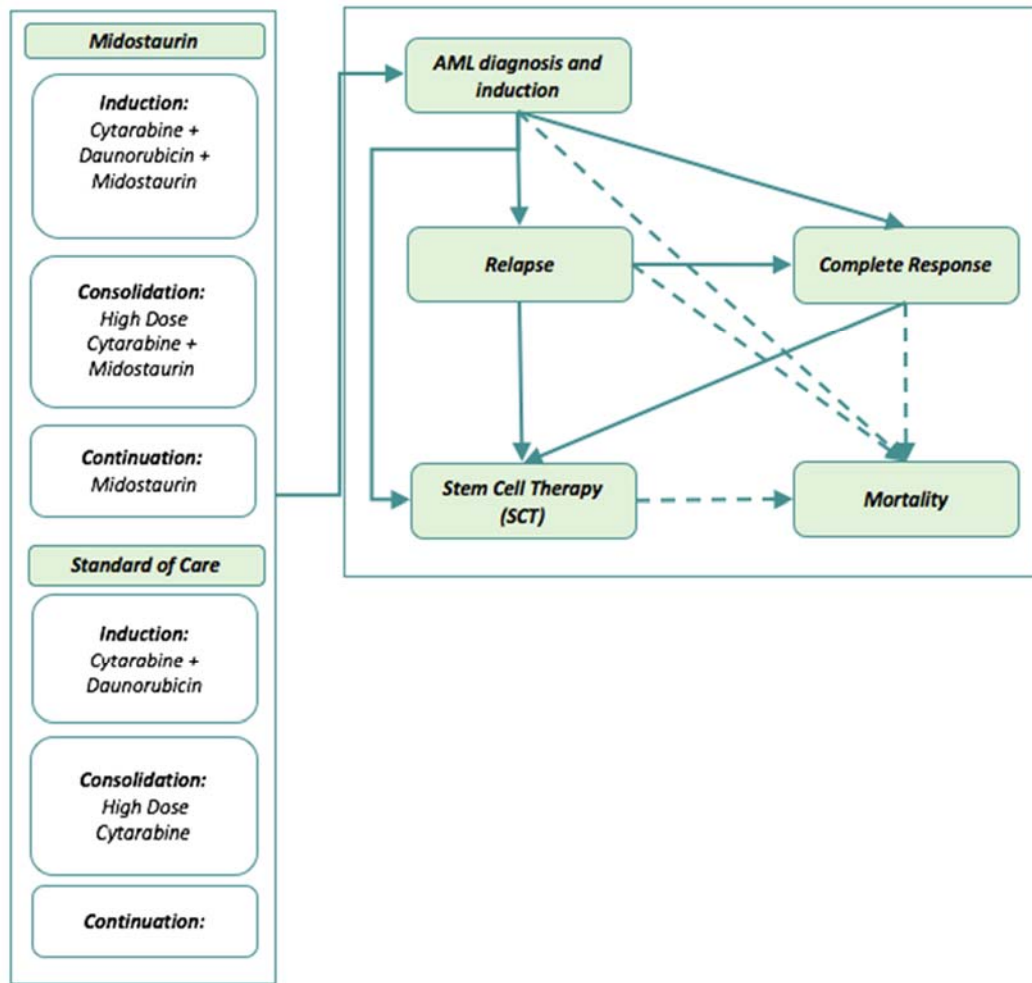 Midostaurin
Induction:
Cytarabine +
Daunorubicin +
Midostaurin
Consolidation:
High Dose
Cytarabine +
Midostaurin
Continuation:
Midostaurin
Standard of Care
Induction:
Cytarabine +
Daunorubicin
Consolidation:
High Dose
Cytarabine
Continuation:
AML diagnosis and
induction
Relapse
Complete Response
Stem Cell Therapy
(SCT)
Mortality